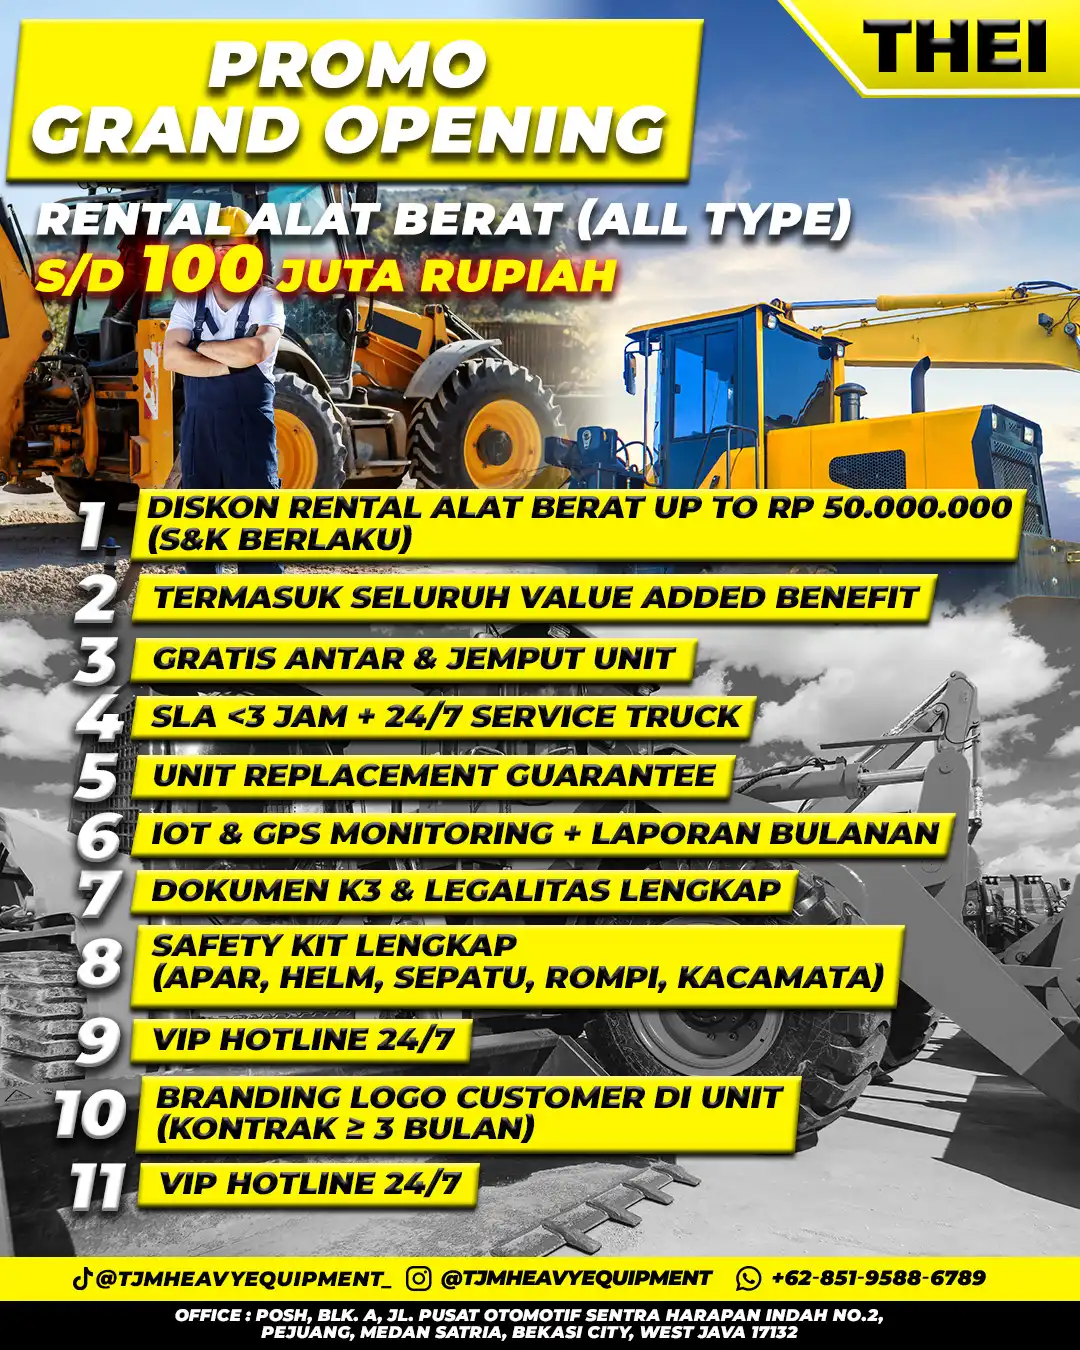 THEI
PROMO
GRAND OPENING
RENTAL ALAT BERAT (ALL TYPE)
S/D 100 JUTA RUPIAH
1 DISKON RENTAL ALAT BERAT UP TO RP 50.000.000
(S&K BERLAKU)
2 TERMASUK SELURUH VALUE ADDED BENEFIT
3 GRATIS ANTAR & JEMPUT UNIT
4 SLA <3 JAM + 24/7 SERVICE TRUCK
5 UNIT REPLACEMENT GUARANTEE
6 IOT & GPS MONITORING + LAPORAN BULANAN
7 DOKUMEN K3 & LEGALITAS LENGKAP
8 SAFETY KIT LENGKAP
(APAR, HELM, SEPATU, ROMPI, KACAMATA)
9 VIP HOTLINE 24/7
10 BRANDING LOGO CUSTOMER DI UNIT
(KONTRAK ≥ 3 BULAN)
11 VIP HOTLINE 24/7
@TJMHEAVYEQUIPMENT_ @TJMHEAVYEQUIPMENT +62-851-9588-6789
OFFICE : POSH, BLK. A, JL. PUSAT OTOMOTIF SENTRA HARAPAN INDAH NO.2,
PEJUANG, MEDAN SATRIA, BEKASI CITY, WEST JAVA 17132